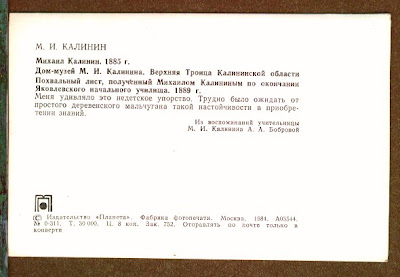 М. И. КАЛИНИН
Михаил Калинин, 1885 г.
Дом-музей М. И. Калинина, Верхняя Троица Калининской области
Похвальный лист, полученный Михаилом Калининым по окончании
Яковлевского начального училища, 1889 г.
Меня удивляло это недетское упорство. Трудно было ожидать от
простого деревенского мальчугана такой настойчивости в приобре-
тении знаний.
Из воспоминаний учительницы
М. И. Калинина А. А. Бобровой
© Издательство «Планета». Фабрика фотопечати. Москва, 1984. А05544.
№ 0-511. Т. 30 000. Ц. 8 коп. Зак. 752. Отправлять по почте только в
конверте